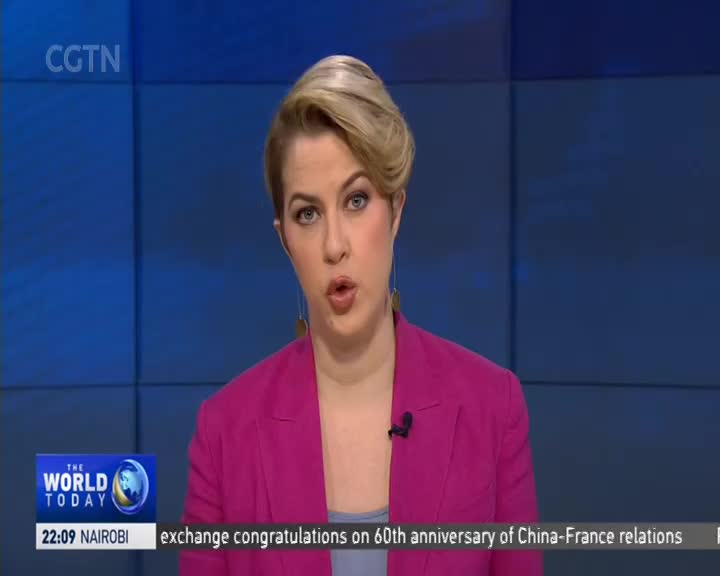 CGTN
THE
WORLD
TODAY
22:09 NAIROBI
exchange congratulations on 60th anniversary of China-France relations